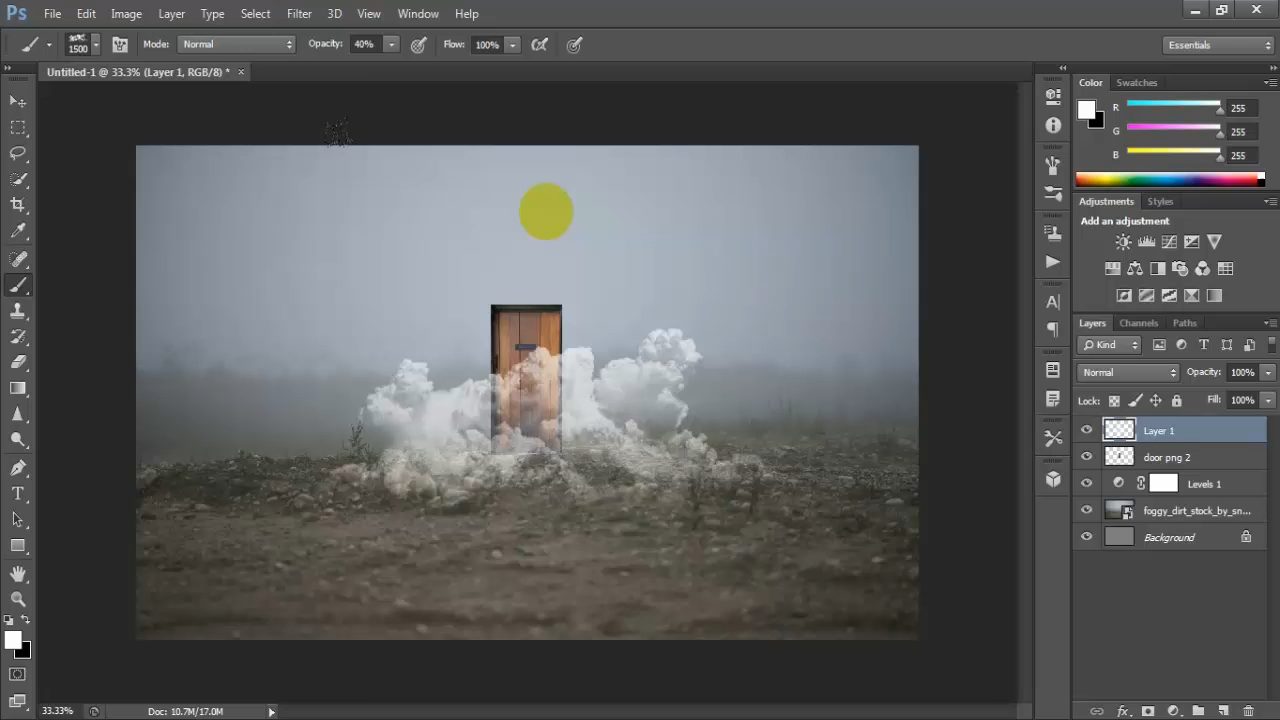 Ps File Edit Image Layer Type Select Filter 3D View Window Help
1500 Mode: Normal Opacity: 40% Flow: 100% Essentials
Untitled-1 @ 33.3% (Layer 1, RGB/8) * ×
Color Swatches
R 255
G 255
B 255
Adjustments Styles
Add an adjustment
Layers Channels Paths
Kind
Normal Opacity: 100%
Lock: Fill: 100%
Layer 1
door png 2
Levels 1
foggy_dirt_stock_by_sn...
Background
33.33% Doc: 10.7M/17.0M